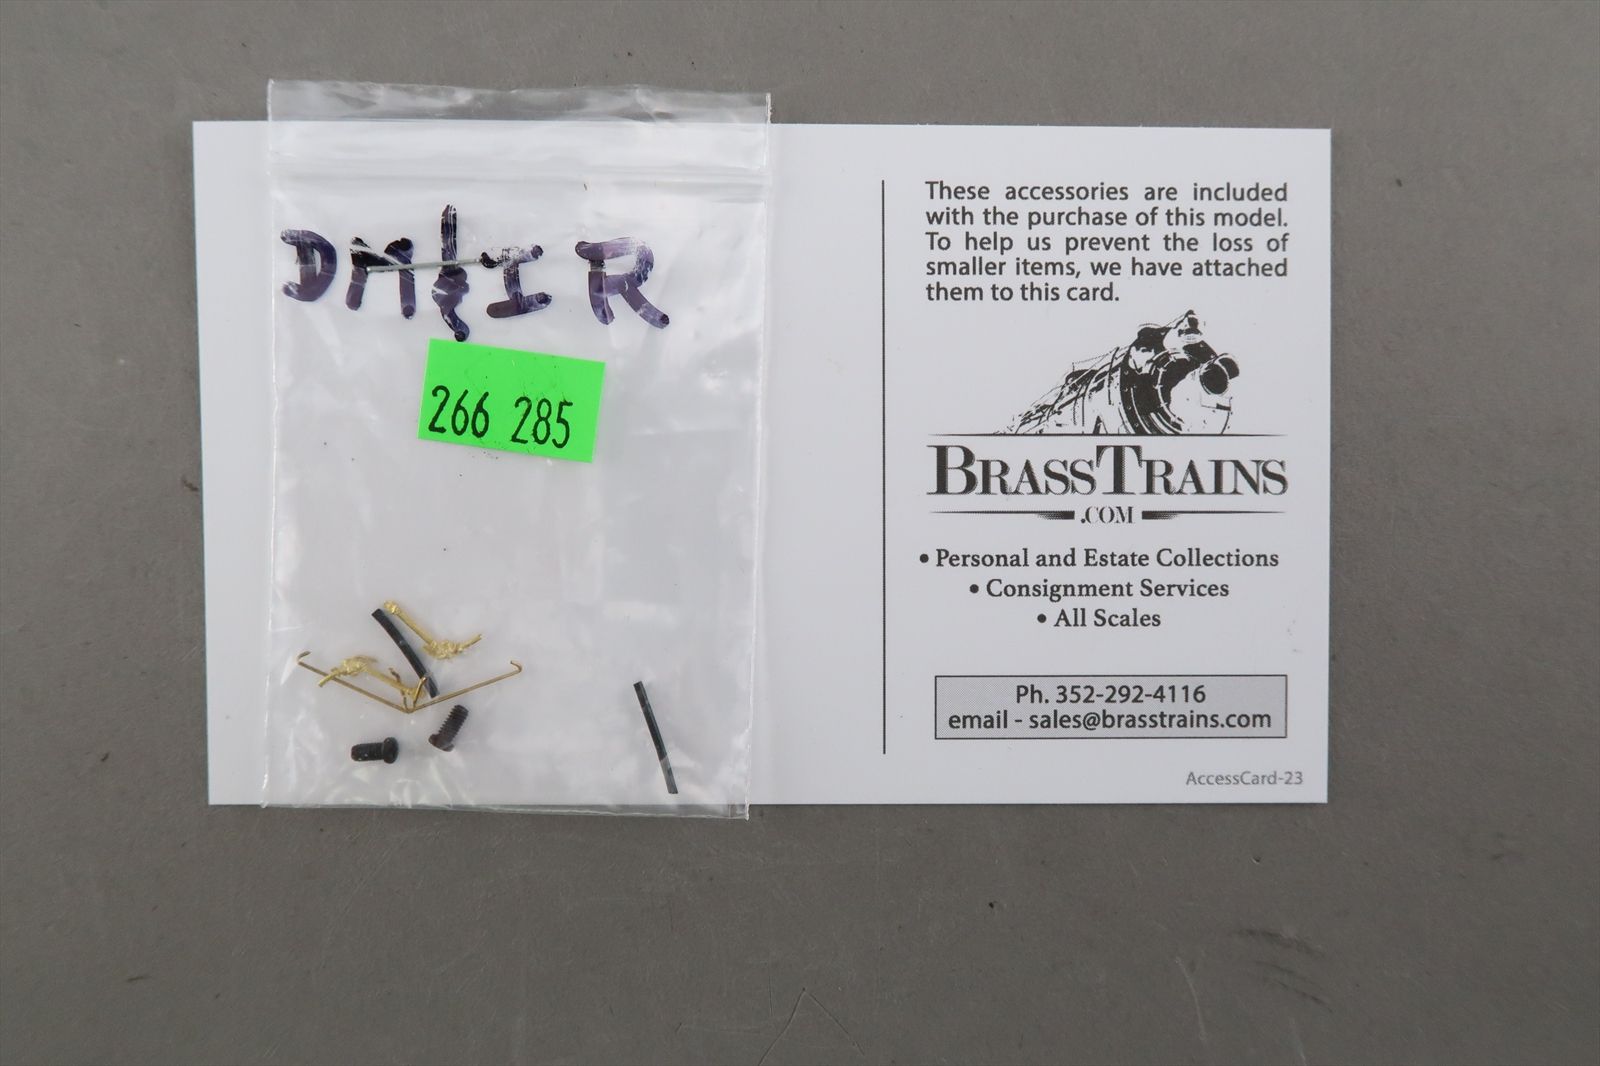 DM&IR
266 285
These accessories are included
with the purchase of this model.
To help us prevent the loss of
smaller items, we have attached
them to this card.
BRASSTRAINS
.COM
• Personal and Estate Collections
• Consignment Services
• All Scales
Ph. 352-292-4116
email - sales@brasstrains.com
AccessCard-23